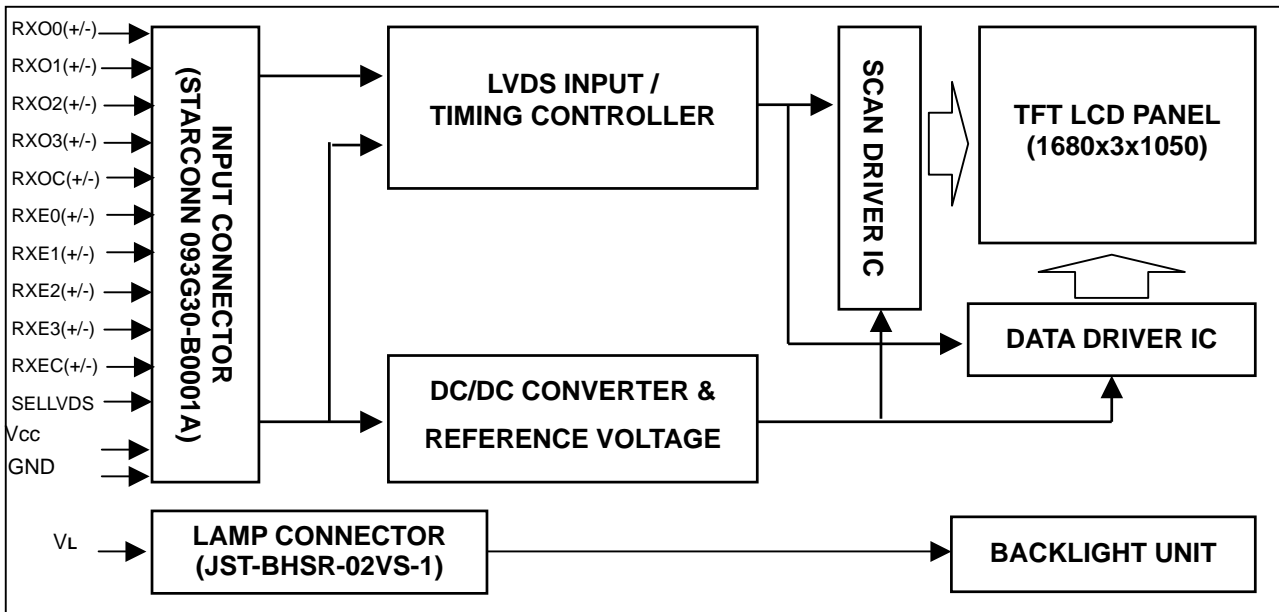 RXO0(+/-)
RXO1(+/-)
RXO2(+/-)
RXO3(+/-)
RXOC(+/-)
RXE0(+/-)
RXE1(+/-)
RXE2(+/-)
RXE3(+/-)
RXEC(+/-)
SELLVDS
Vcc
GND
INPUT CONNECTOR
(STARCONN 093G30-B0001A)
LVDS INPUT /
TIMING CONTROLLER
SCAN DRIVER IC
TFT LCD PANEL
(1680x3x1050)
DATA DRIVER IC
DC/DC CONVERTER &
REFERENCE VOLTAGE
VL
LAMP CONNECTOR
(JST-BHSR-02VS-1)
BACKLIGHT UNIT